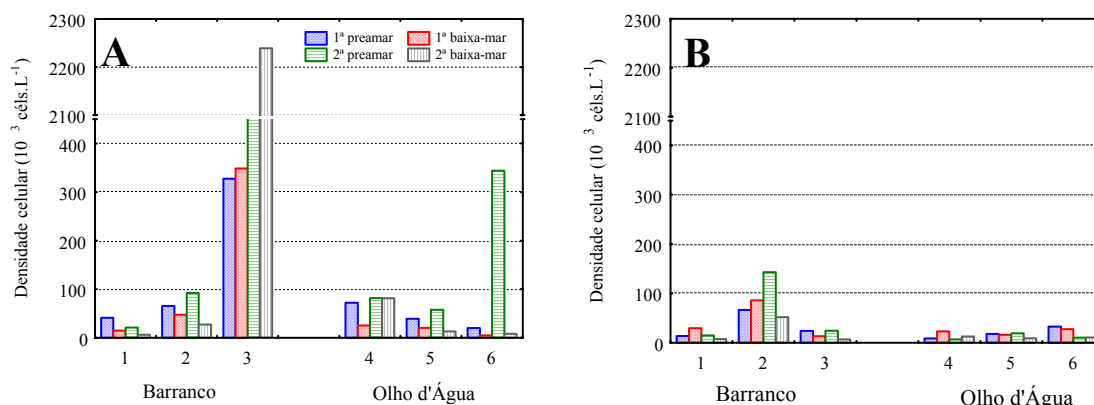 A
Densidade celular (10 ³ céls.L⁻¹)
2300
2200
2100
400
300
200
100
0
1ª preamar 1ª baixa-mar
2ª preamar 2ª baixa-mar
1 2 3 4 5 6
Barranco Olho d'Água
B
Densidade celular (10 ³ céls.L⁻¹)
2300
2200
2100
400
300
200
100
0
1 2 3 4 5 6
Barranco Olho d'Água